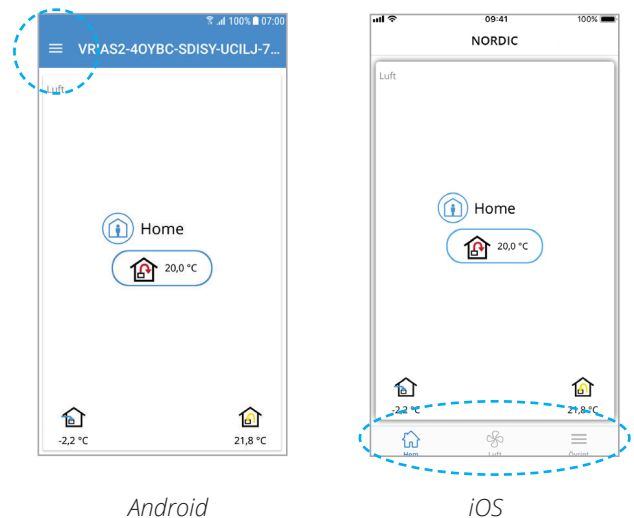 100% 07:00
VR'AS2-4OYBC-SDISY-UCILJ-7...
Luft
Home
20,0 °C
-2,2 °C
21,8 °C
Android
09:41
100%
NORDIC
Luft
Home
20,0 °C
-2,2 °C
21,8 °C
Hem
Luft
Övrigt
iOS